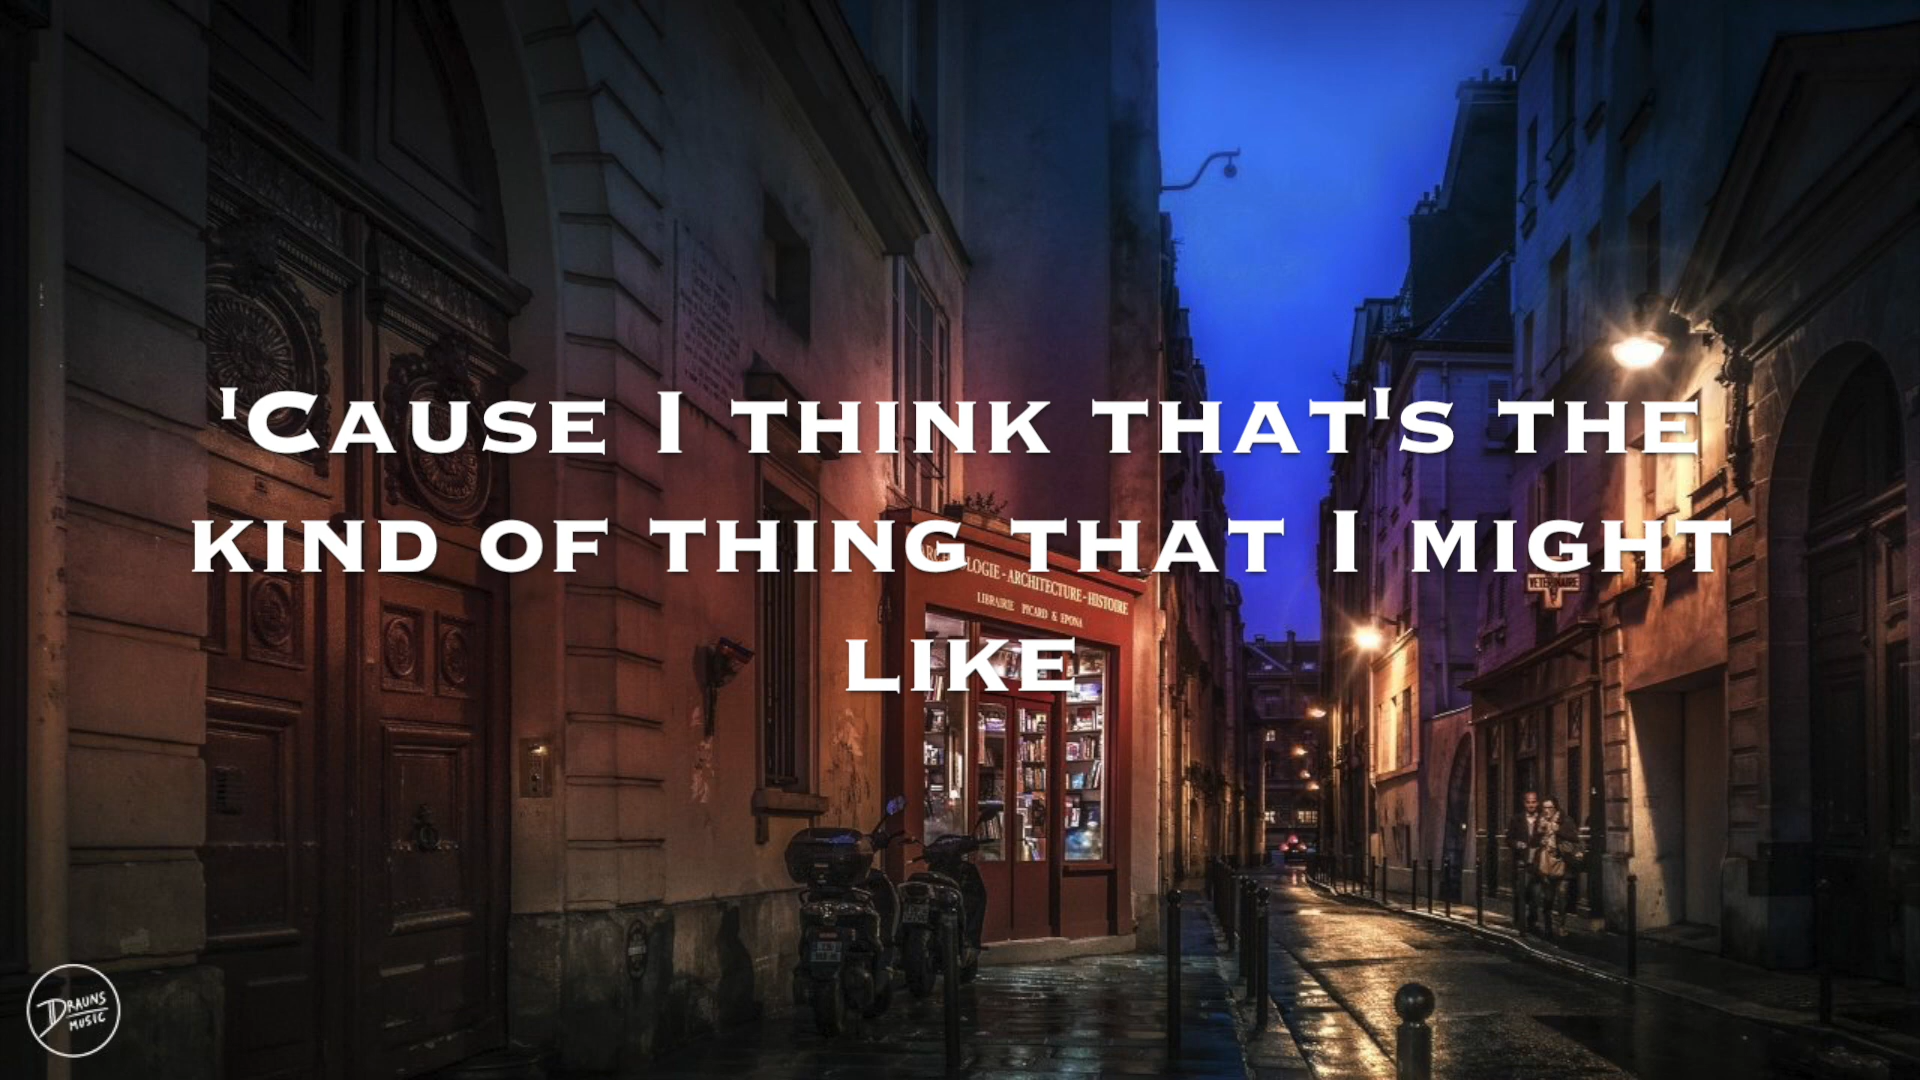 'Cause I think that's the
kind of thing that I might
like
LOGIE-ARCHITECTURE-HISTOIRE
LIBRAIRIE PICARD & EPONA
VETERINAIRE
DRAUNS
MUSIC